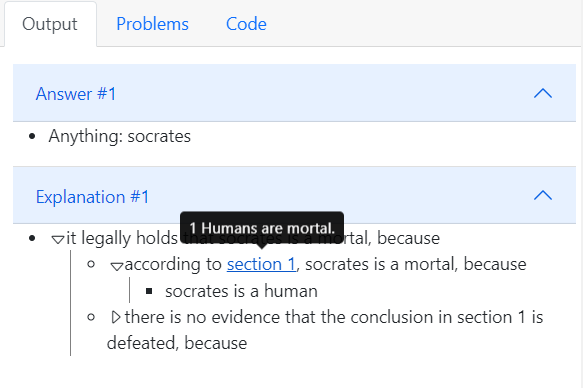 Output Problems Code
Answer #1
Anything: socrates
Explanation #1
1 Humans are mortal.
it legally holds that socrates is a mortal, because
according to section 1, socrates is a mortal, because
socrates is a human
there is no evidence that the conclusion in section 1 is
defeated, because